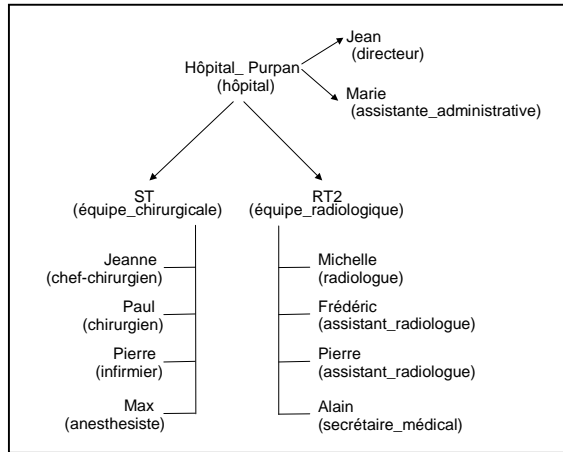 Jean
(directeur)
Hôpital_ Purpan
(hôpital)
Marie
(assistante_administrative)
ST
(équipe_chirurgicale)
RT2
(équipe_radiologique)
Jeanne
(chef-chirurgien)
Paul
(chirurgien)
Pierre
(infirmier)
Max
(anesthesiste)
Michelle
(radiologue)
Frédéric
(assistant_radiologue)
Pierre
(assistant_radiologue)
Alain
(secrétaire_médical)